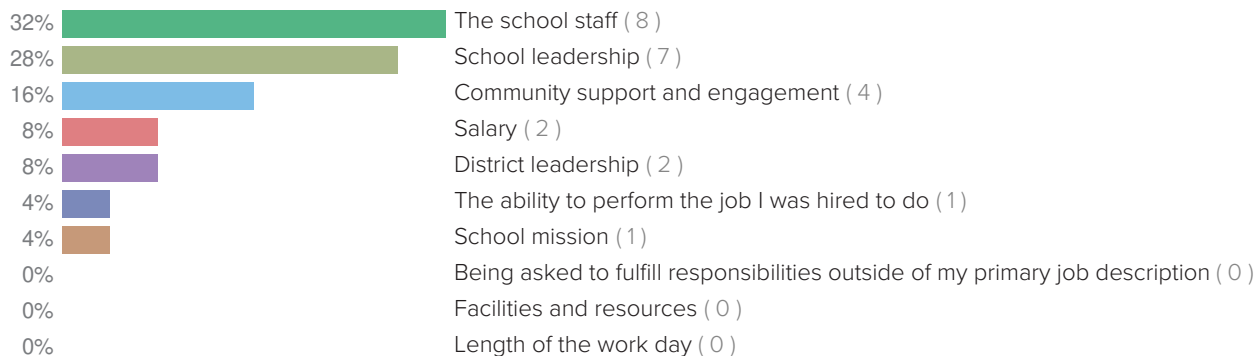 32% The school staff ( 8 )
28% School leadership ( 7 )
16% Community support and engagement ( 4 )
8% Salary ( 2 )
8% District leadership ( 2 )
4% The ability to perform the job I was hired to do ( 1 )
4% School mission ( 1 )
0% Being asked to fulfill responsibilities outside of my primary job description ( 0 )
0% Facilities and resources ( 0 )
0% Length of the work day ( 0 )